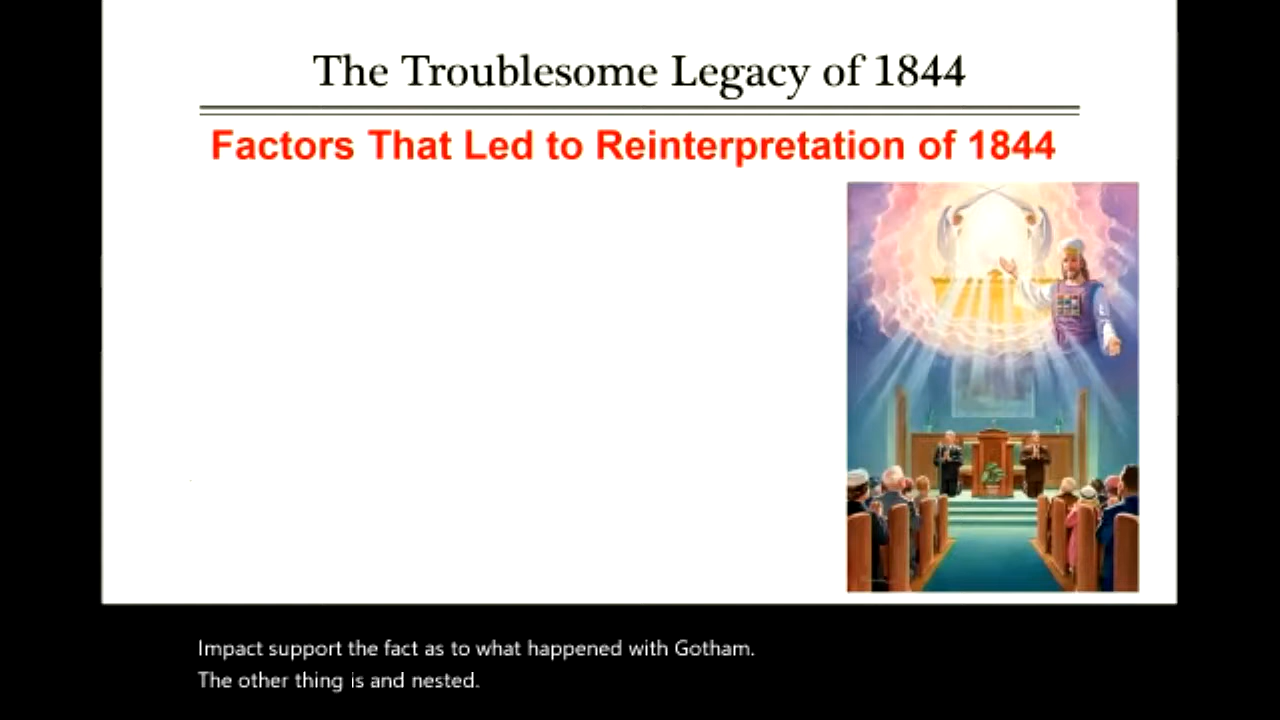 The Troublesome Legacy of 1844
Factors That Led to Reinterpretation of 1844
Impact support the fact as to what happened with Gotham.
The other thing is and nested.